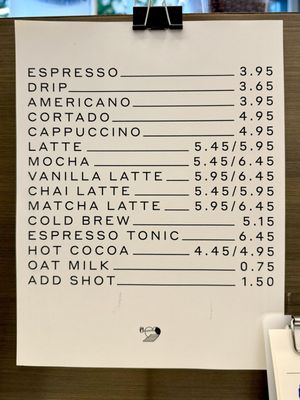 ESPRESSO 3.95
DRIP 3.65
AMERICANO 3.95
CORTADO 4.95
CAPPUCCINO 4.95
LATTE 5.45/5.95
MOCHA 5.45/6.45
VANILLA LATTE 5.95/6.45
CHAI LATTE 5.45/5.95
MATCHA LATTE 5.95/6.45
COLD BREW 5.15
ESPRESSO TONIC 6.45
HOT COCOA 4.45/4.95
OAT MILK 0.75
ADD SHOT 1.50